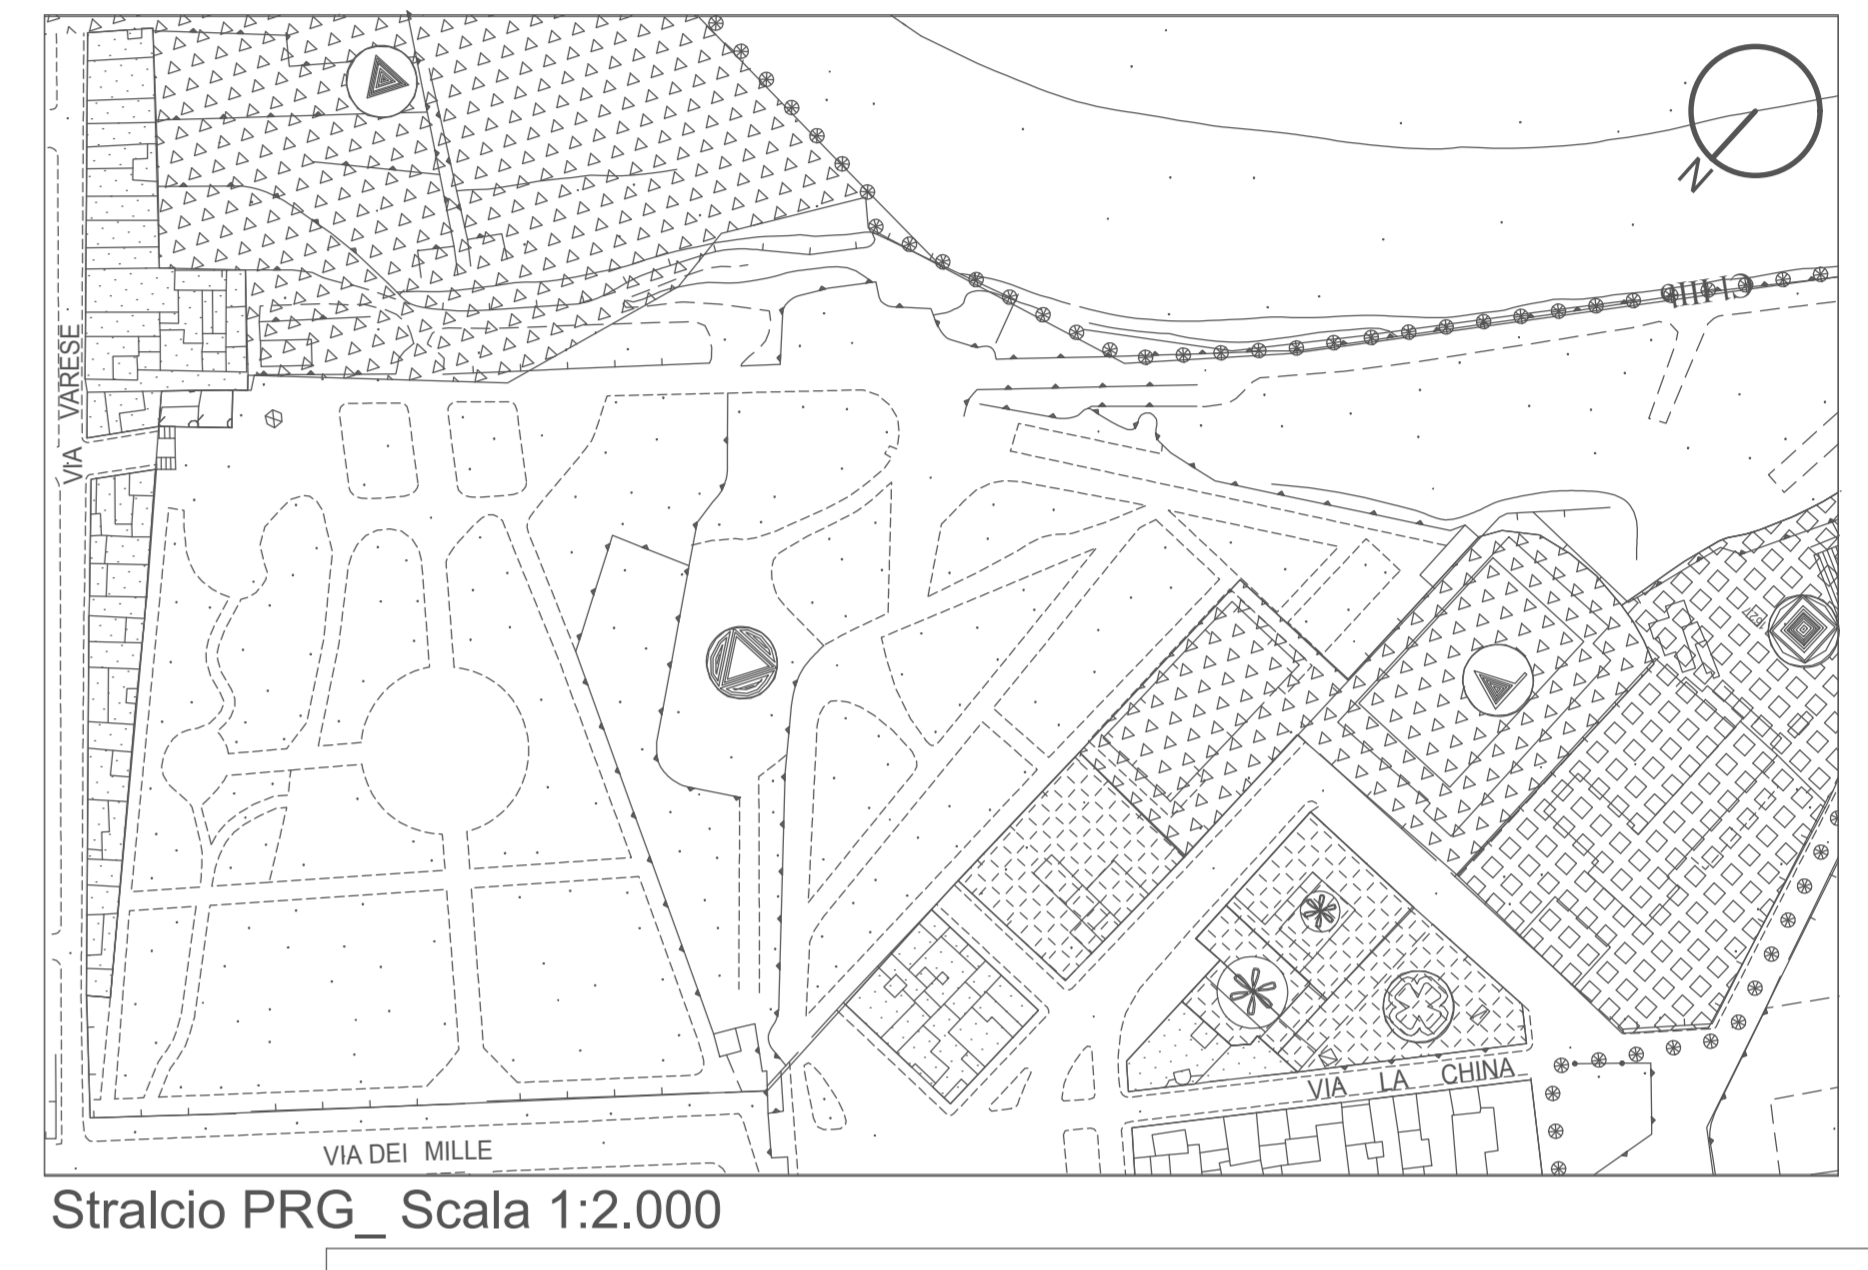 N
VIA VARESE
VIA LA CHINA
VIA DEI MILLE
Stralcio PRG_ Scala 1:2.000